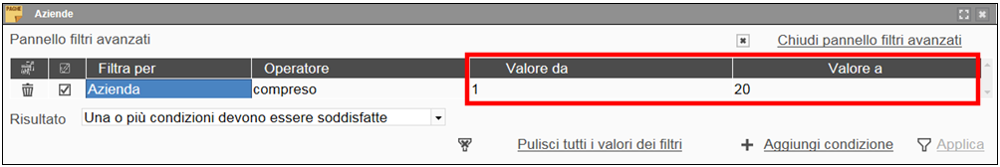 PAGHE Aziende
Pannello filtri avanzati Chiudi pannello filtri avanzati
Filtra per Operatore Valore da Valore a
Azienda compreso 1 20
Risultato Una o più condizioni devono essere soddisfatte
Pulisci tutti i valori dei filtri Aggiungi condizione Applica